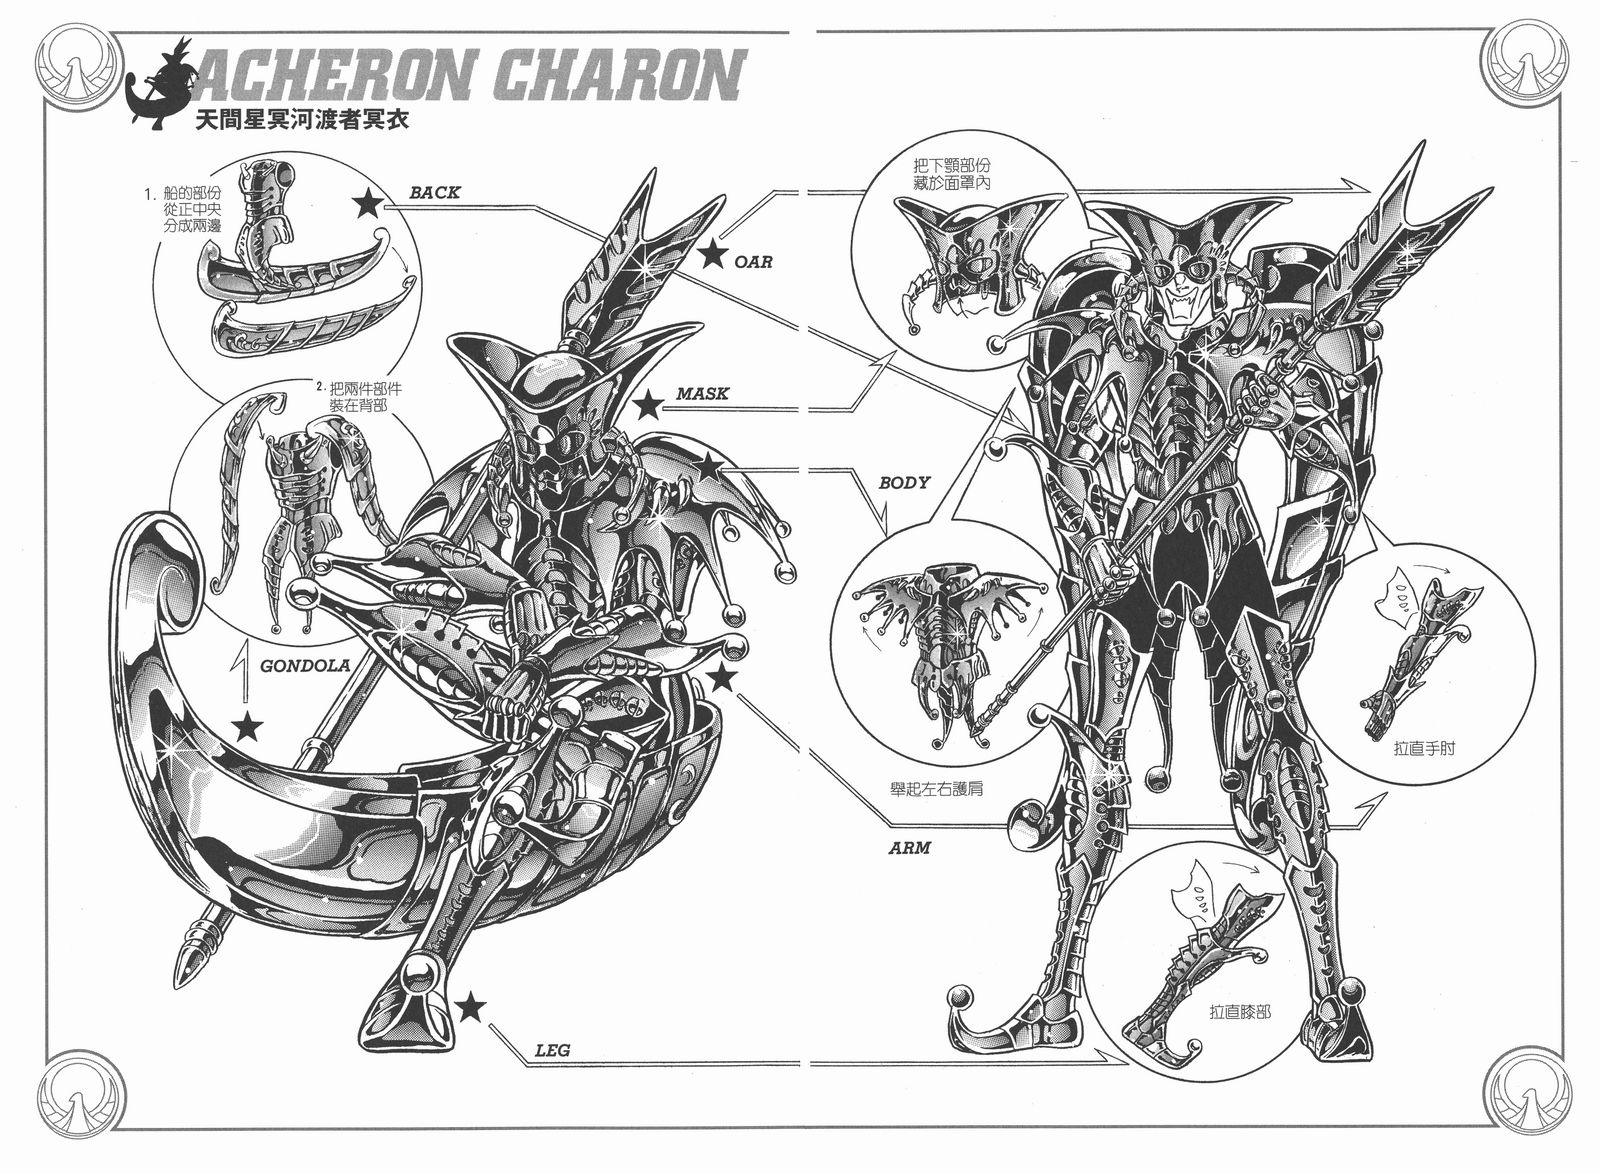 ACHERON CHARON
天間星冥河渡者冥衣
1. 船的部份
從正中央
分成兩邊
BACK
OAR
把下顎部份
藏於面罩內
2. 把兩件部件
裝在背部
MASK
BODY
GONDOLA
拉直手肘
舉起左右護肩
ARM
拉直膝部
LEG